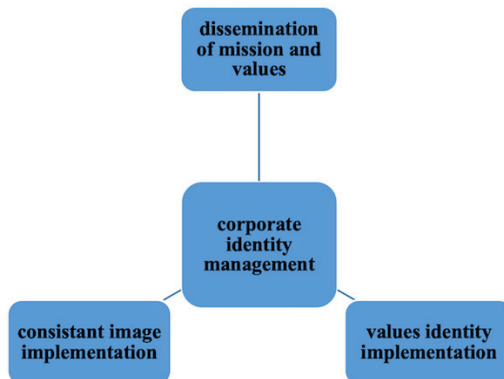 dissemination
of mission and
values
corporate
identity
management
consistant image
implementation
values identity
implementation